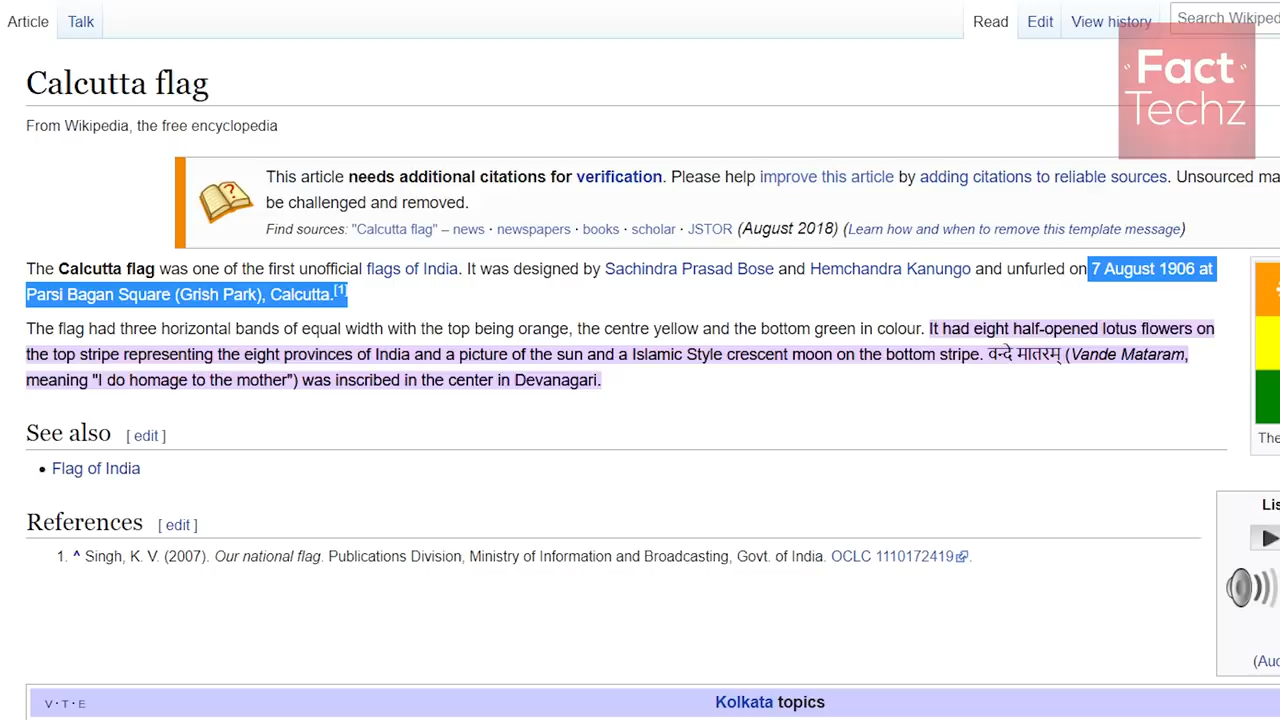 Article Talk Read Edit View history Search Wikiped
Fact
Techz
Calcutta flag
From Wikipedia, the free encyclopedia
This article needs additional citations for verification. Please help improve this article by adding citations to reliable sources. Unsourced ma
be challenged and removed.
Find sources: "Calcutta flag" – news · newspapers · books · scholar · JSTOR (August 2018) (Learn how and when to remove this template message)
The Calcutta flag was one of the first unofficial flags of India. It was designed by Sachindra Prasad Bose and Hemchandra Kanungo and unfurled on 7 August 1906 at
Parsi Bagan Square (Grish Park), Calcutta.[1]
The flag had three horizontal bands of equal width with the top being orange, the centre yellow and the bottom green in colour. It had eight half-opened lotus flowers on
the top stripe representing the eight provinces of India and a picture of the sun and a Islamic Style crescent moon on the bottom stripe. वन्दे मातरम् (Vande Mataram,
meaning "I do homage to the mother") was inscribed in the center in Devanagari.
The
See also [ edit ]
• Flag of India
Lis
References [ edit ]
1. ^ Singh, K. V. (2007). Our national flag. Publications Division, Ministry of Information and Broadcasting, Govt. of India. OCLC 1110172419.
(Aud
V · T · E Kolkata topics